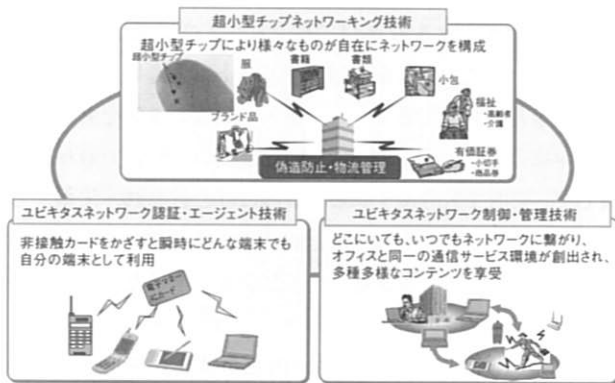 超小型チップネットワーキング技術
超小型チップにより様々なものが自在にネットワークを構成
超小型チップ
服
書籍
書類
小包
ブランド品
福祉
・高齢者
・介護
偽造防止・物流管理
有価証券
・小切手
・商品券
ユビキタスネットワーク認証・エージェント技術
非接触カードをかざすと瞬時にどんな端末でも
自分の端末として利用
電子マネー
ユビキタスネットワーク制御・管理技術
どこにいても、いつでもネットワークに繋がり、
オフィスと同一の通信サービス環境が創出され、
多種多様なコンテンツを享受